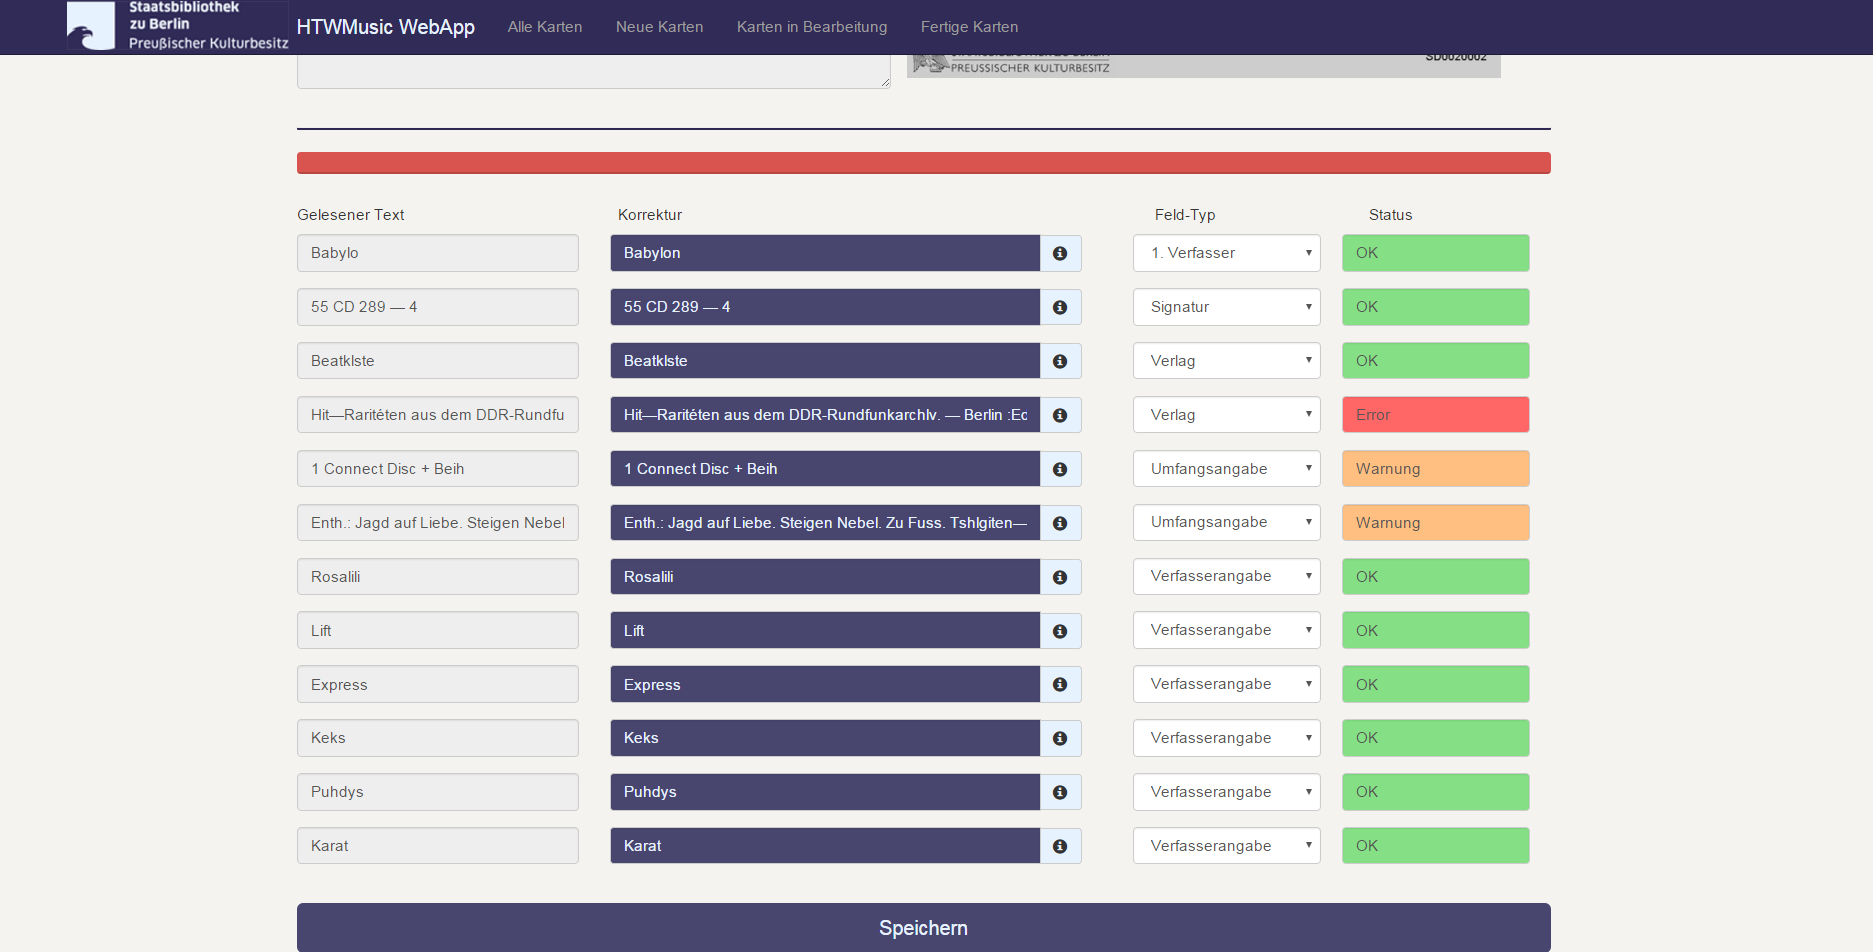 Staatsbibliothek
zu Berlin
Preußischer Kulturbesitz
HTWMusic WebApp Alle Karten Neue Karten Karten in Bearbeitung Fertige Karten
PREUSSISCHER KULTURBESITZ SD0020002
Gelesener Text Korrektur Feld-Typ Status
Babylo Babylon 1. Verfasser OK
55 CD 289 — 4 55 CD 289 — 4 Signatur OK
Beatklste Beatklste Verlag OK
Hit—Raritéten aus dem DDR-Rundfu Hit—Raritéten aus dem DDR-Rundfunkarchlv. — Berlin :Ec Verlag Error
1 Connect Disc + Beih 1 Connect Disc + Beih Umfangsangabe Warnung
Enth.: Jagd auf Liebe. Steigen Nebel Enth.: Jagd auf Liebe. Steigen Nebel. Zu Fuss. Tshlgiten— Umfangsangabe Warnung
Rosalili Rosalili Verfasserangabe OK
Lift Lift Verfasserangabe OK
Express Express Verfasserangabe OK
Keks Keks Verfasserangabe OK
Puhdys Puhdys Verfasserangabe OK
Karat Karat Verfasserangabe OK
Speichern